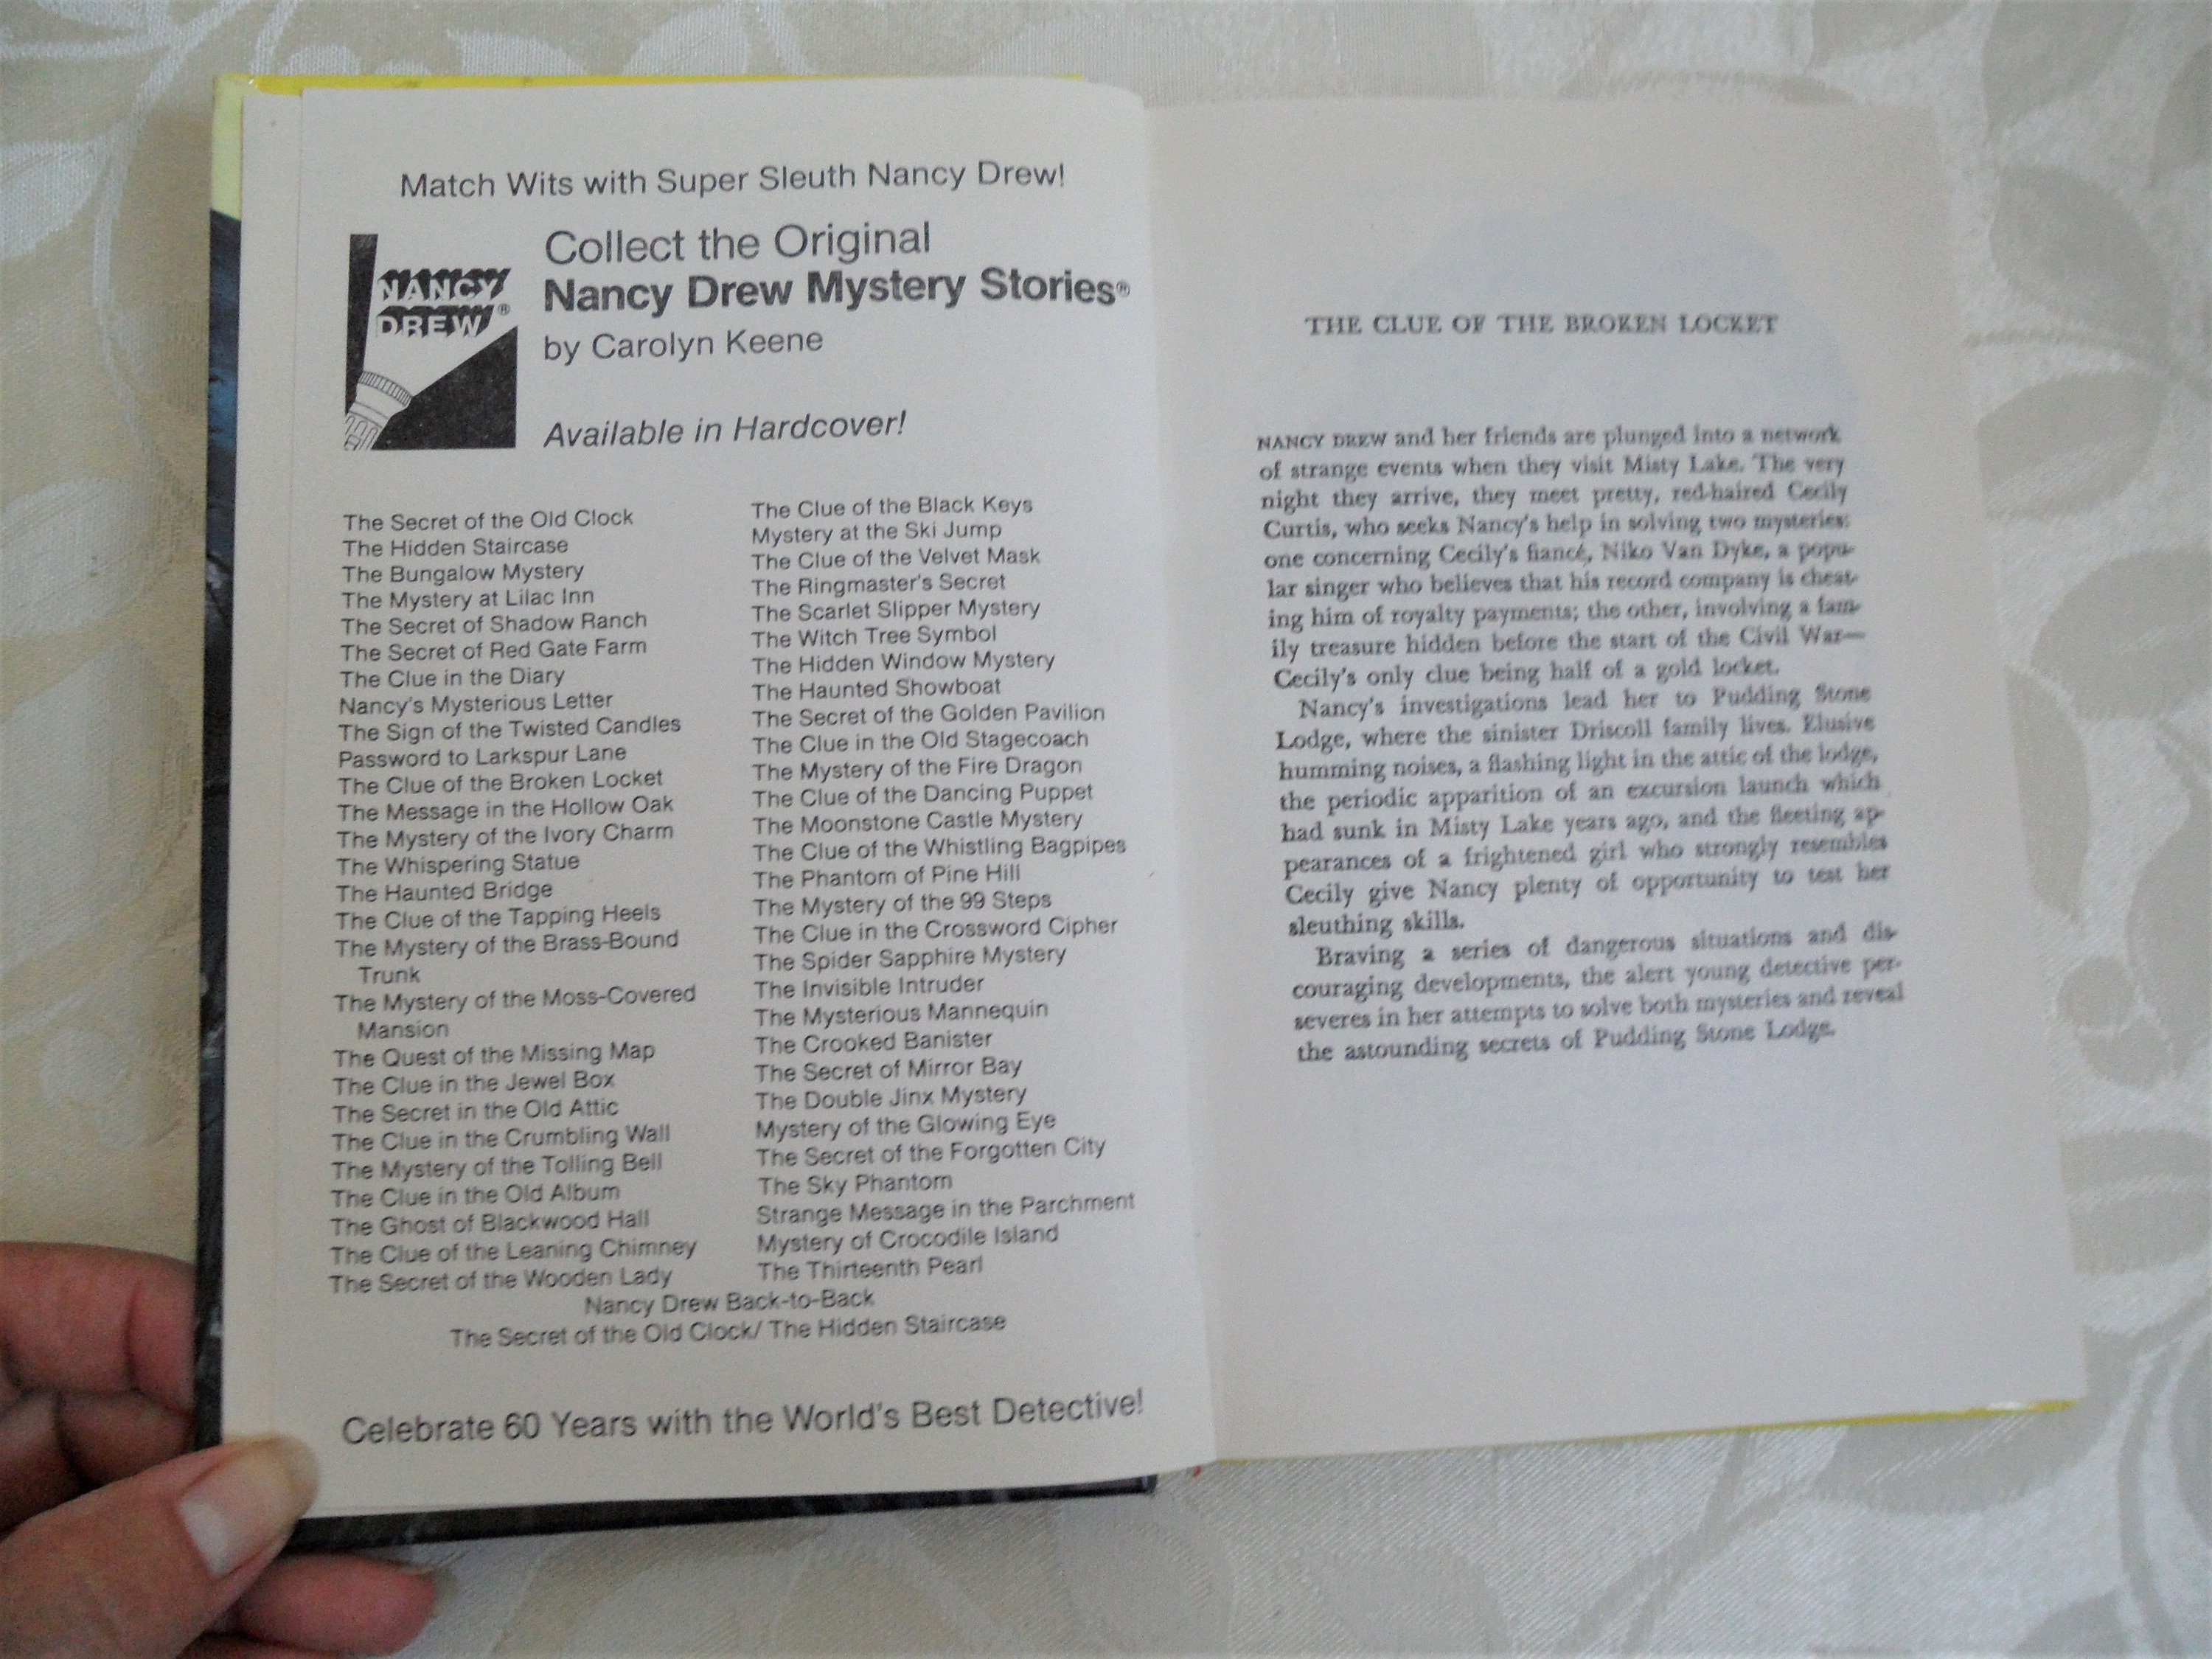 Match Wits with Super Sleuth Nancy Drew!
NANCY
DREW®
Collect the Original
Nancy Drew Mystery Stories®
by Carolyn Keene
Available in Hardcover!
The Secret of the Old Clock
The Hidden Staircase
The Bungalow Mystery
The Mystery at Lilac Inn
The Secret of Shadow Ranch
The Secret of Red Gate Farm
The Clue in the Diary
Nancy's Mysterious Letter
The Sign of the Twisted Candles
Password to Larkspur Lane
The Clue of the Broken Locket
The Message in the Hollow Oak
The Mystery of the Ivory Charm
The Whispering Statue
The Haunted Bridge
The Clue of the Tapping Heels
The Mystery of the Brass-Bound
Trunk
The Mystery of the Moss-Covered
Mansion
The Quest of the Missing Map
The Clue in the Jewel Box
The Secret in the Old Attic
The Clue in the Crumbling Wall
The Mystery of the Tolling Bell
The Clue in the Old Album
The Ghost of Blackwood Hall
The Clue of the Leaning Chimney
The Secret of the Wooden Lady
The Clue of the Black Keys
Mystery at the Ski Jump
The Clue of the Velvet Mask
The Ringmaster's Secret
The Scarlet Slipper Mystery
The Witch Tree Symbol
The Hidden Window Mystery
The Haunted Showboat
The Secret of the Golden Pavilion
The Clue in the Old Stagecoach
The Mystery of the Fire Dragon
The Clue of the Dancing Puppet
The Moonstone Castle Mystery
The Clue of the Whistling Bagpipes
The Phantom of Pine Hill
The Mystery of the 99 Steps
The Clue in the Crossword Cipher
The Spider Sapphire Mystery
The Invisible Intruder
The Mysterious Mannequin
The Crooked Banister
The Secret of Mirror Bay
The Double Jinx Mystery
Mystery of the Glowing Eye
The Secret of the Forgotten City
The Sky Phantom
Strange Message in the Parchment
Mystery of Crocodile Island
The Thirteenth Pearl
Nancy Drew Back-to-Back
The Secret of the Old Clock/ The Hidden Staircase
Celebrate 60 Years with the World's Best Detective!
THE CLUE OF THE BROKEN LOCKET
NANCY DREW and her friends are plunged into a network
of strange events when they visit Misty Lake. The very
night they arrive, they meet pretty, red-haired Cecily
Curtis, who seeks Nancy's help in solving two mysteries:
one concerning Cecily's fiancé, Niko Van Dyke, a popu-
lar singer who believes that his record company is cheat-
ing him of royalty payments; the other, involving a fam-
ily treasure hidden before the start of the Civil War—
Cecily's only clue being half of a gold locket.
Nancy's investigations lead her to Pudding Stone
Lodge, where the sinister Driscoll family lives. Elusive
humming noises, a flashing light in the attic of the lodge,
the periodic apparition of an excursion launch which
had sunk in Misty Lake years ago, and the fleeting ap-
pearances of a frightened girl who strongly resembles
Cecily give Nancy plenty of opportunity to test her
sleuthing skills.
Braving a series of dangerous situations and dis-
couraging developments, the alert young detective per-
severes in her attempts to solve both mysteries and reveal
the astounding secrets of Pudding Stone Lodge.